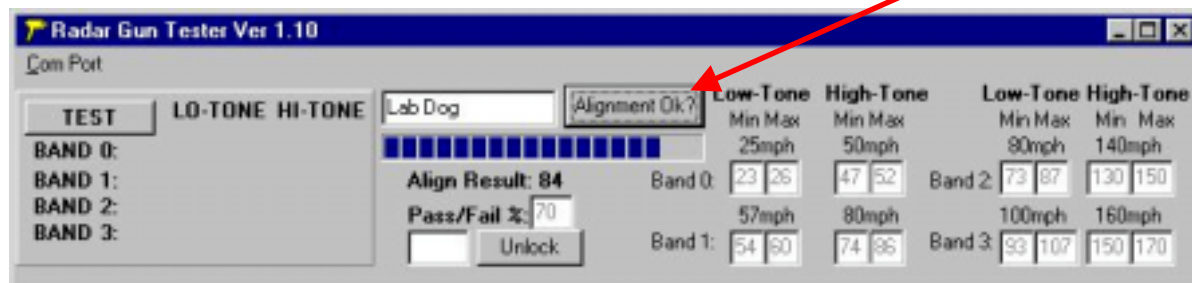 Radar Gun Tester Ver 1.10
Com Port
TEST LO-TONE HI-TONE
BAND 0:
BAND 1:
BAND 2:
BAND 3:
Lab Dog Alignment Ok?
Align Result: 84
Pass/Fail %: 70
Unlock
Low-Tone High-Tone
Min Max Min Max
25mph 50mph
Band 0: 23 26 47 52
57mph 80mph
Band 1: 54 60 74 86
Low-Tone High-Tone
Min Max Min Max
80mph 140mph
Band 2: 73 87 130 150
100mph 160mph
Band 3: 93 107 150 170